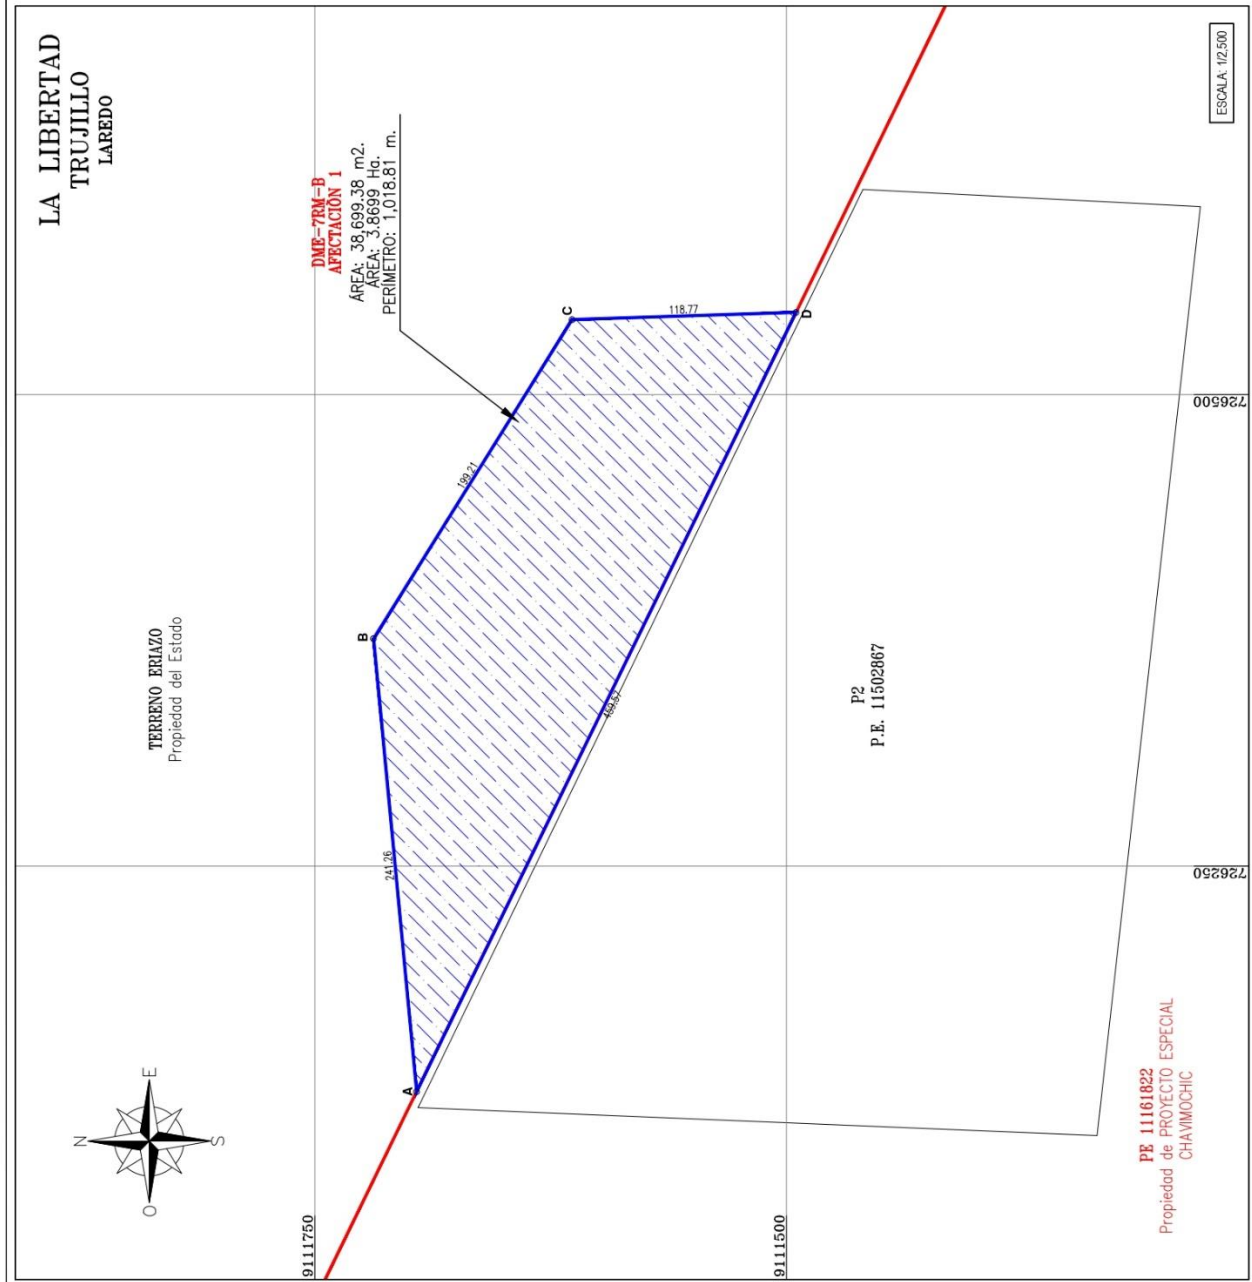 LA LIBERTAD
TRUJILLO
LAREDO
N
E
S
O
TERRENO ERIAZO
Propiedad del Estado
DME-7RM-B
AFECTACIÓN 1
ÁREA: 38,699.38 m2.
ÁREA: 3.8699 Ha.
PERÍMETRO: 1,018.81 m.
9111750
A
241.26
B
199.21
C
118.77
D
459.57
9111500
P2
P.E. 11502867
PE 11161822
Propiedad de PROYECTO ESPECIAL
CHAVIMOCHIC
726250
726500
ESCALA: 1/2,500